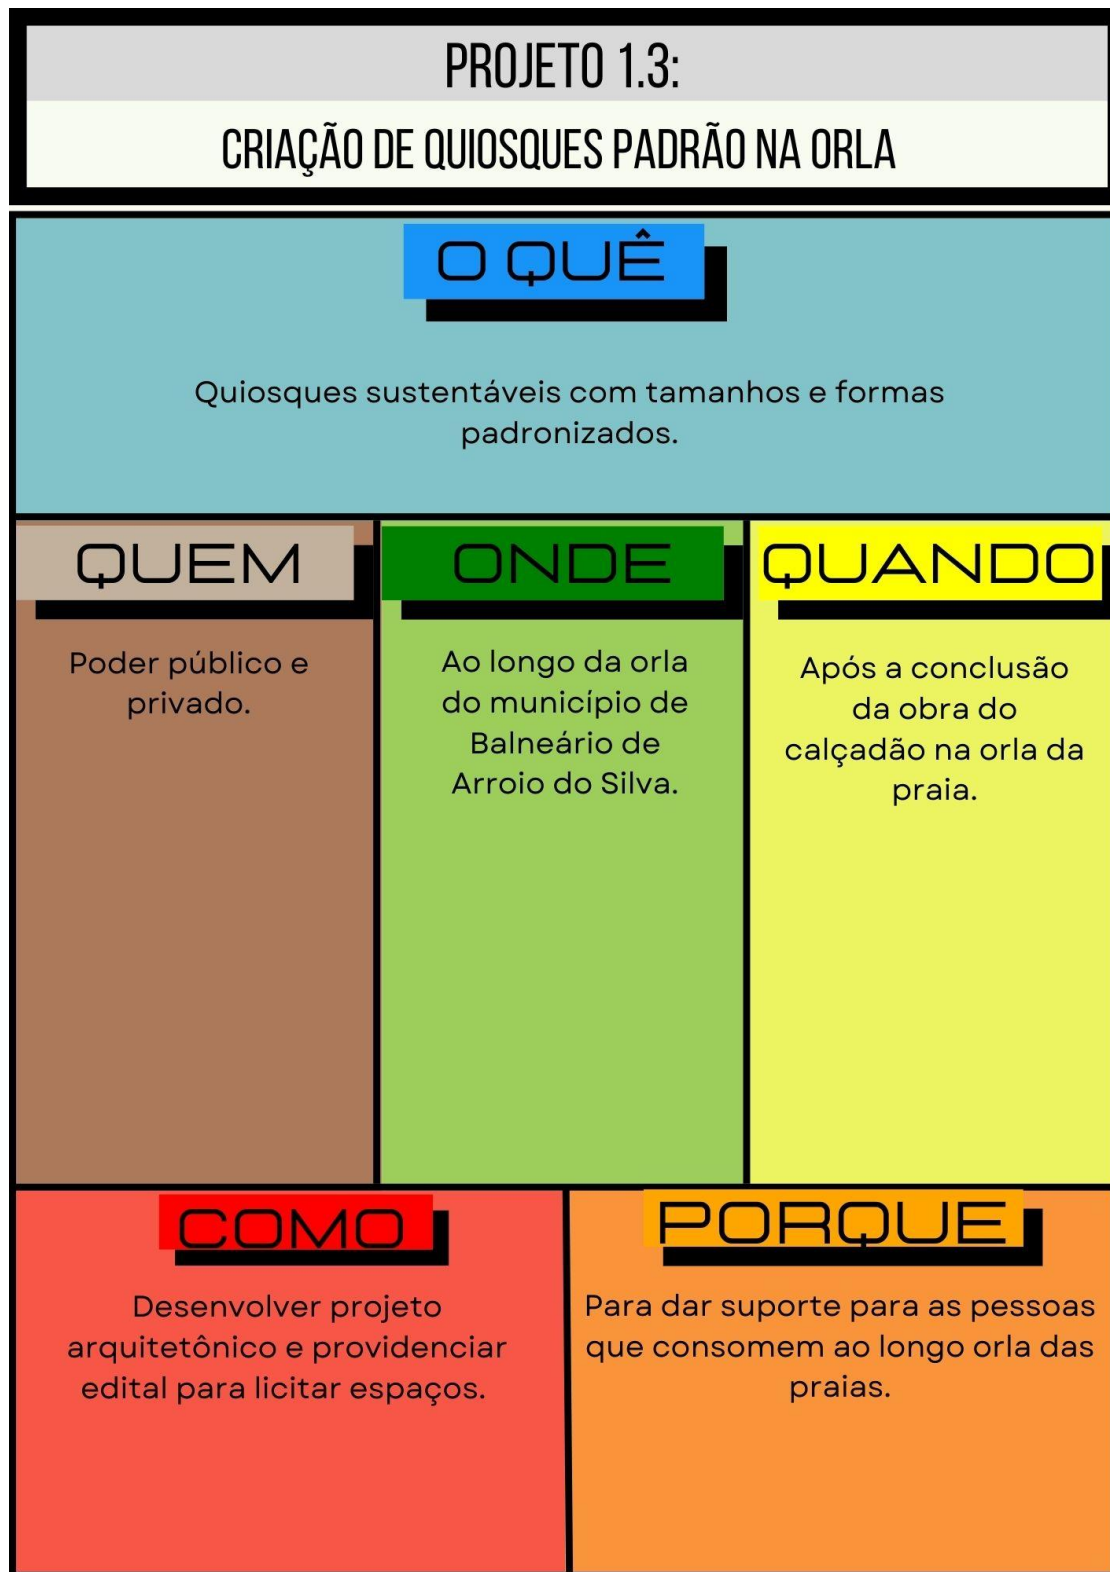 PROJETO 1.3:
CRIAÇÃO DE QUIOSQUES PADRÃO NA ORLA
O QUÊ
Quiosques sustentáveis com tamanhos e formas
padronizados.
QUEM
Poder público e
privado.
ONDE
Ao longo da orla
do município de
Balneário de
Arroio do Silva.
QUANDO
Após a conclusão
da obra do
calçadão na orla da
praia.
COMO
Desenvolver projeto
arquitetônico e providenciar
edital para licitar espaços.
PORQUE
Para dar suporte para as pessoas
que consomem ao longo orla das
praias.